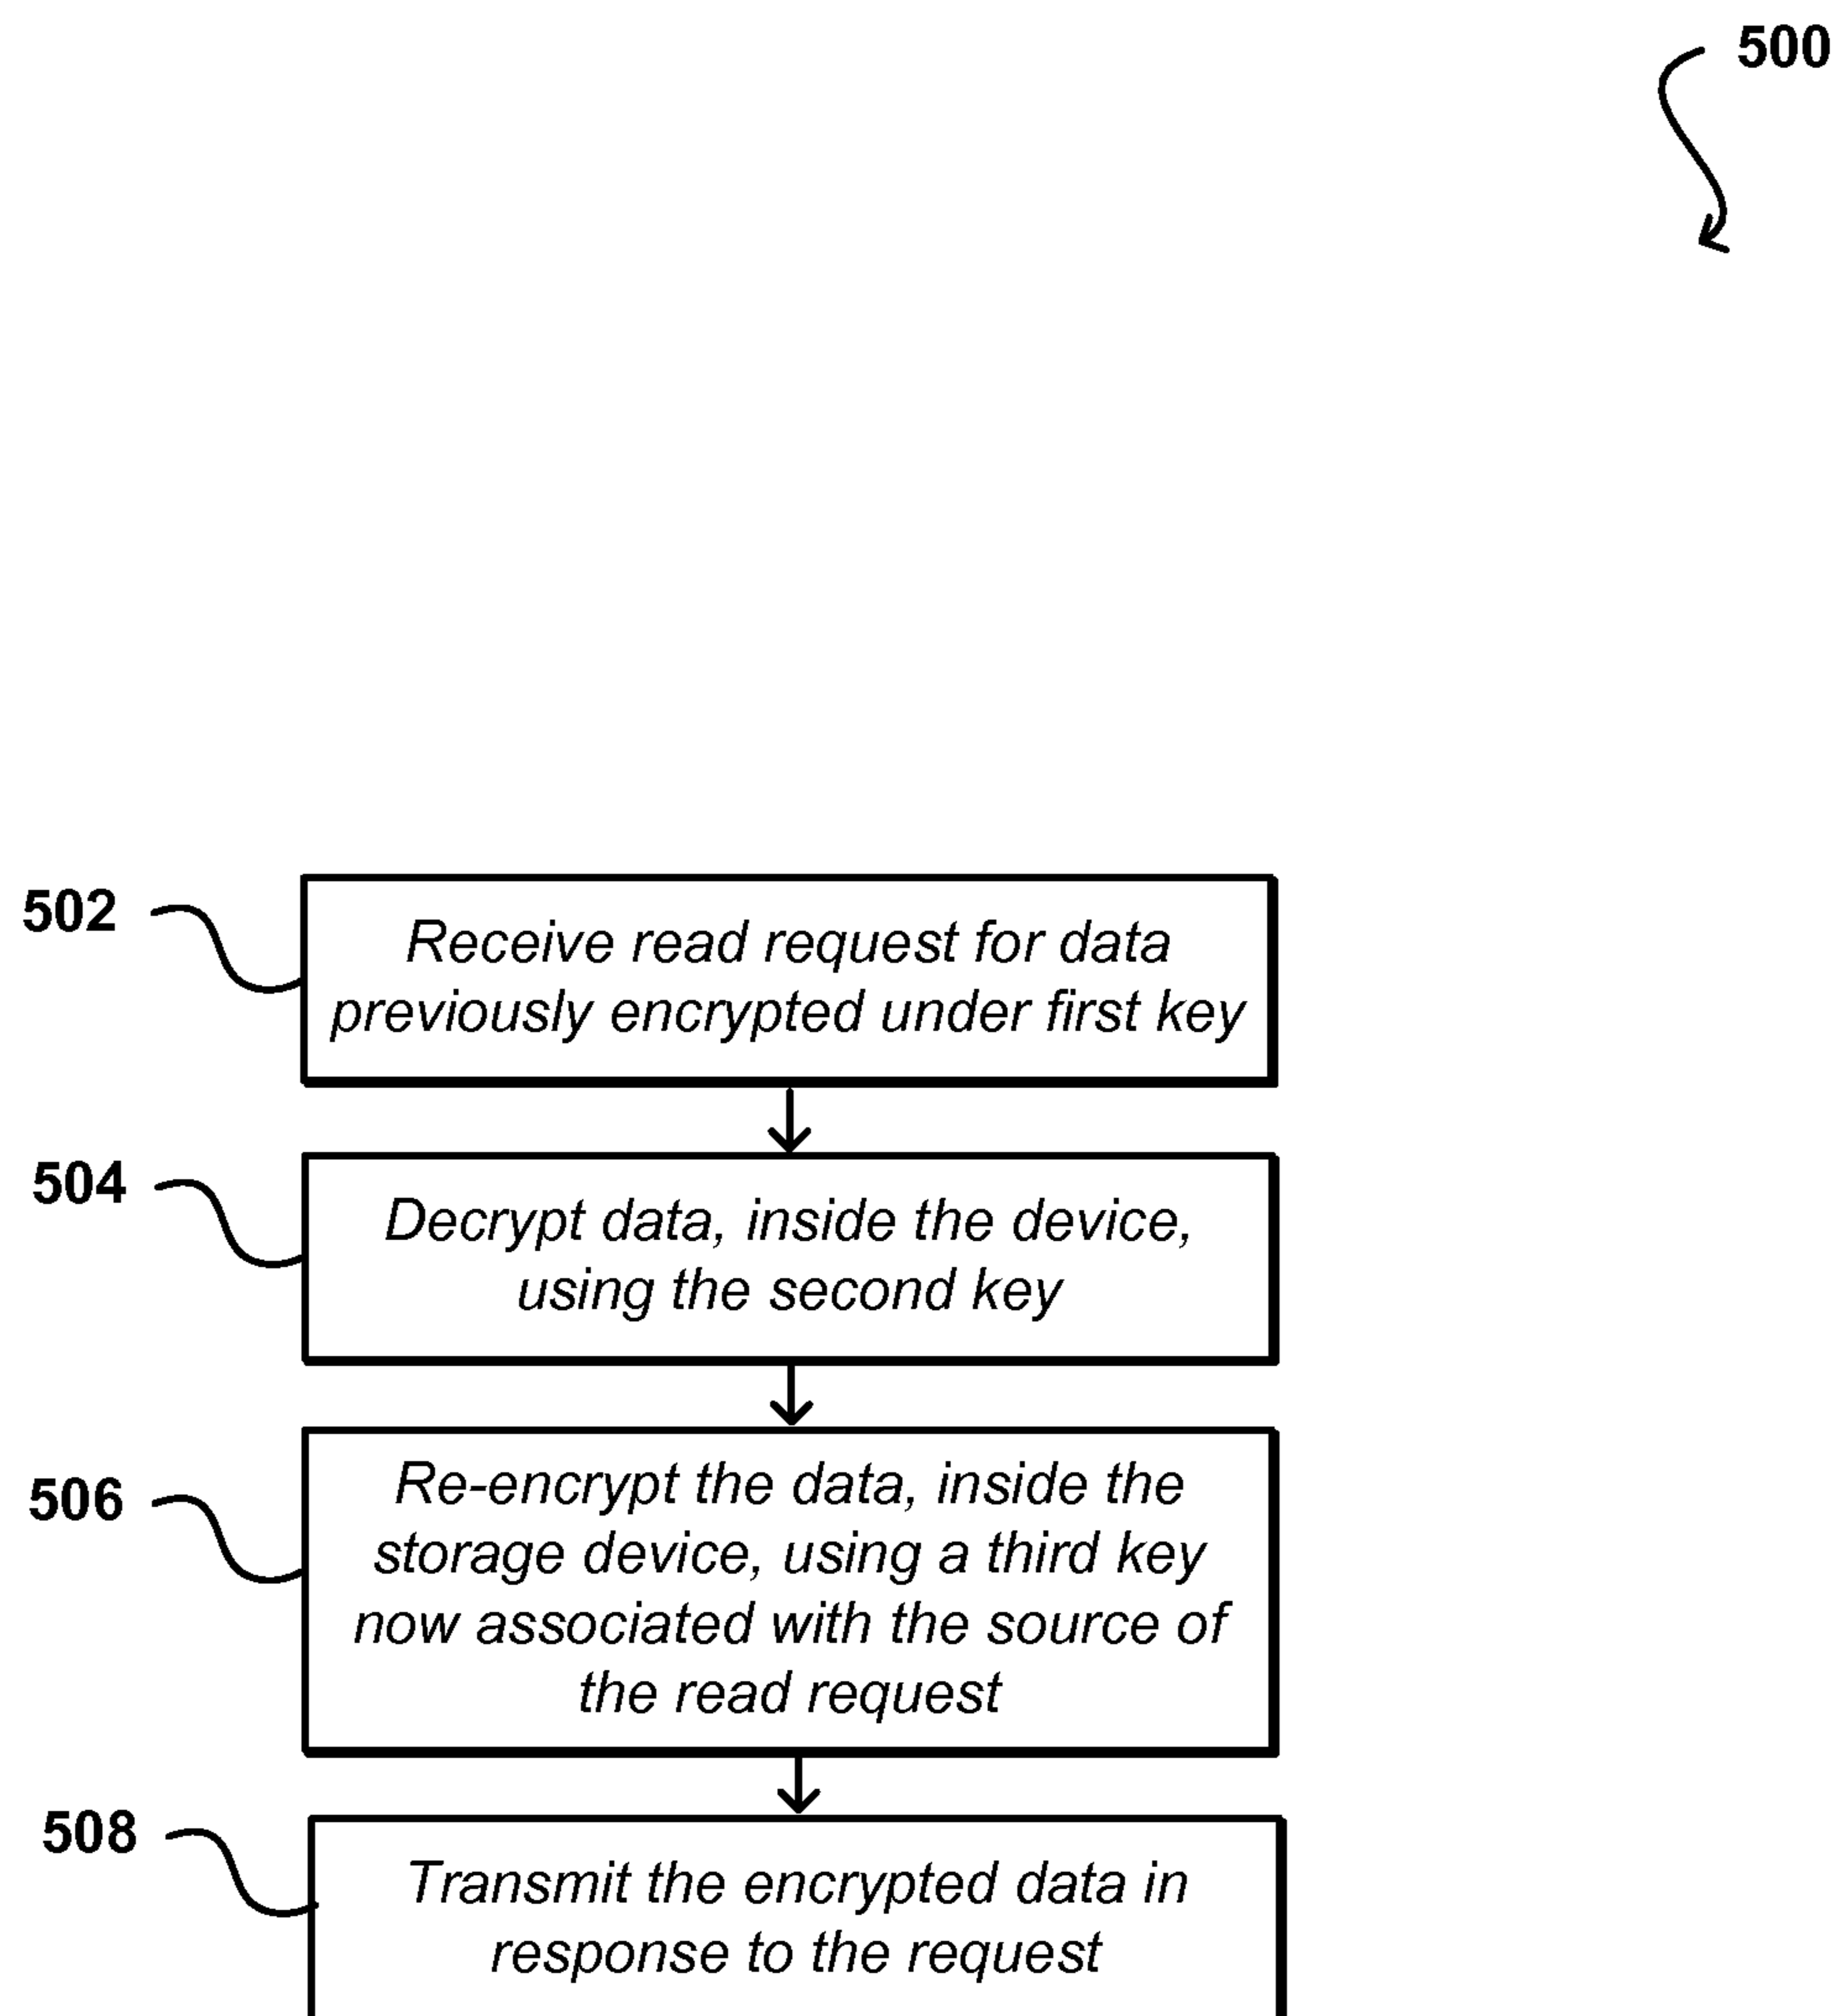 500
502
Receive read request for data
previously encrypted under first key
504
Decrypt data, inside the device,
using the second key
506
Re-encrypt the data, inside the
storage device, using a third key
now associated with the source of
the read request
508
Transmit the encrypted data in
response to the request